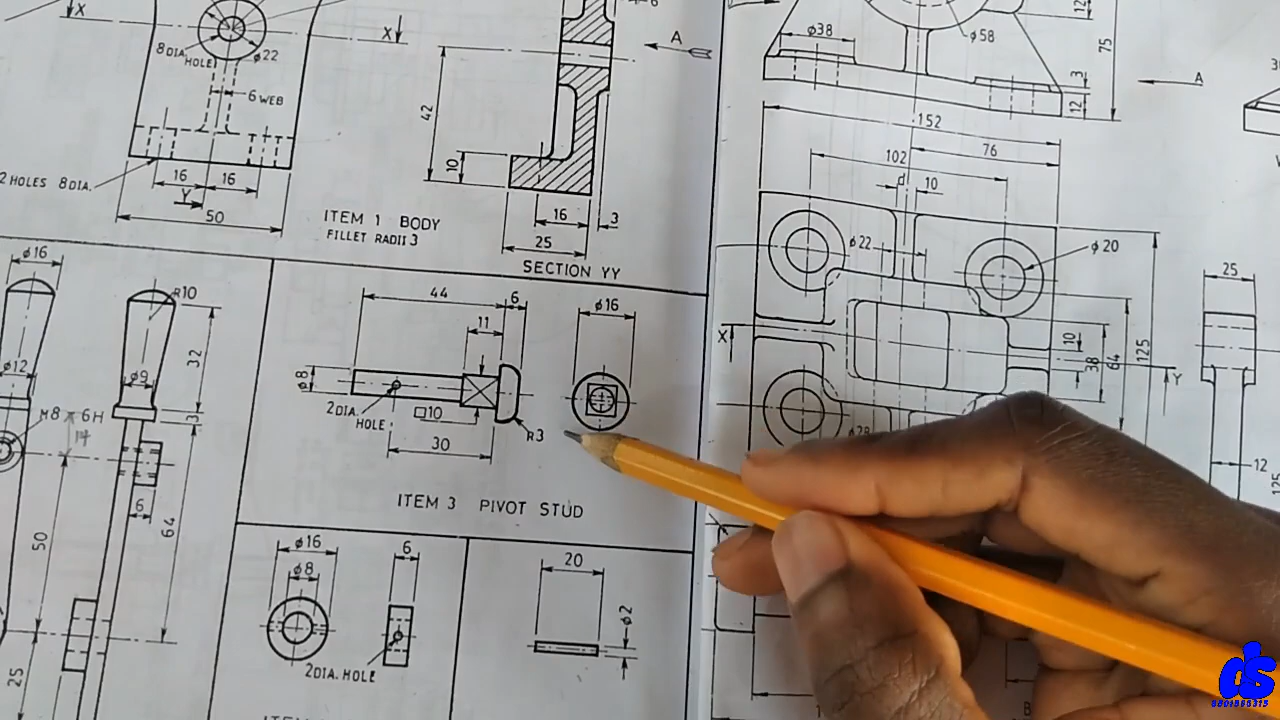 X
X
8 DIA.
HOLE
φ22
6 WEB
2 HOLES 8 DIA.
16
16
Y
50
ITEM 1 BODY
FILLET RADII 3
42
10
A
16
3
25
SECTION YY
φ16
R10
φ12
φ9
32
3
M8 × 6H
14
6
50
64
25
44
6
11
φ16
φ8
2 DIA.
HOLE
□10
30
R3
ITEM 3 PIVOT STUD
φ16
φ8
6
2 DIA. HOLE
20
φ2
φ38
φ58
12
75
3
12
A
152
102
76
d
10
φ22
φ20
X
10
38
64
125
Y
φ28
25
12
125
8
6501595315